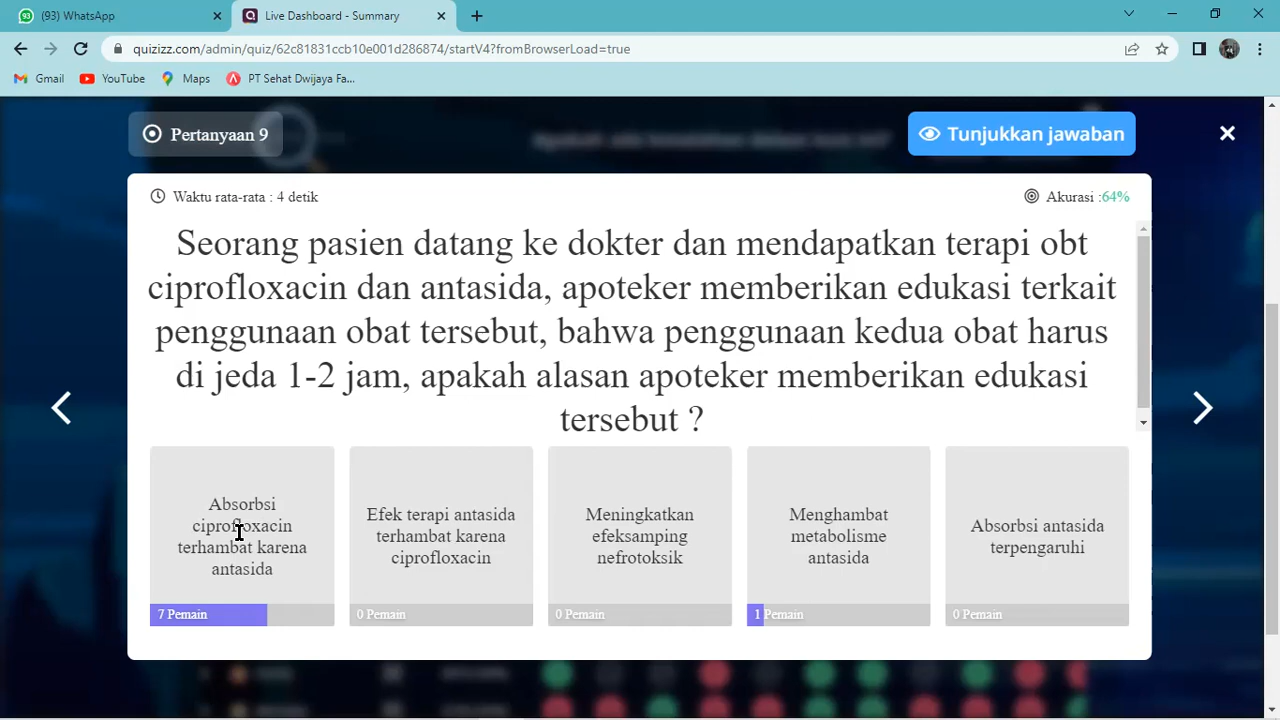 (93) WhatsApp
Live Dashboard - Summary
quizizz.com/admin/quiz/62c81831ccb10e001d286874/startV4?fromBrowserLoad=true
Gmail
YouTube
Maps
PT Sehat Dwijaya Fa...
Pertanyaan 9
Tunjukkan jawaban
Waktu rata-rata : 4 detik
Akurasi :64%
Seorang pasien datang ke dokter dan mendapatkan terapi obt
ciprofloxacin dan antasida, apoteker memberikan edukasi terkait
penggunaan obat tersebut, bahwa penggunaan kedua obat harus
di jeda 1-2 jam, apakah alasan apoteker memberikan edukasi
tersebut ?
Absorbsi
ciprofloxacin
terhambat karena
antasida
7 Pemain
Efek terapi antasida
terhambat karena
ciprofloxacin
0 Pemain
Meningkatkan
efeksamping
nefrotoksik
0 Pemain
Menghambat
metabolisme
antasida
1 Pemain
Absorbsi antasida
terpengaruhi
0 Pemain